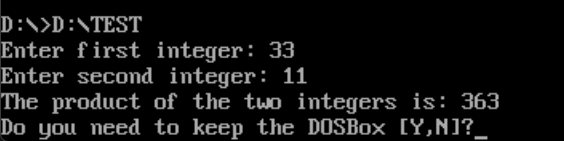 D:\>D:\TEST
Enter first integer: 33
Enter second integer: 11
The product of the two integers is: 363
Do you need to keep the DOSBox [Y,N]?_